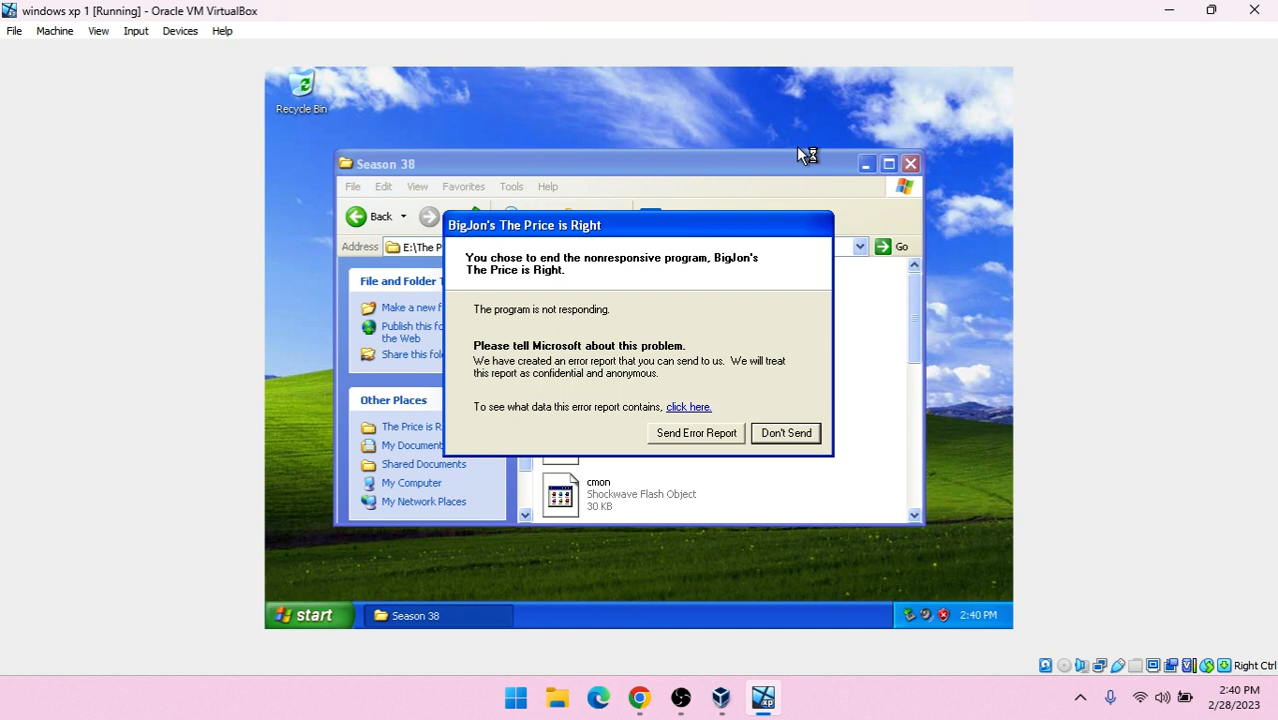 windows xp 1 [Running] - Oracle VM VirtualBox
File Machine View Input Devices Help
Recycle Bin
Season 38
File Edit View Favorites Tools Help
Back
Address E:\The P Go
BigJon's The Price is Right
You chose to end the nonresponsive program, BigJon's
The Price is Right.
The program is not responding.
Please tell Microsoft about this problem.
We have created an error report that you can send to us. We will treat
this report as confidential and anonymous.
To see what data this error report contains, click here.
Send Error Report Don't Send
File and Folder T
Make a new f
Publish this fo
the Web
Share this fol
Other Places
The Price is R
My Document
Shared Documents
My Computer
My Network Places
cmon
Shockwave Flash Object
30 KB
start
Season 38
2:40 PM
Right Ctrl
xp
2:40 PM
2/28/2023